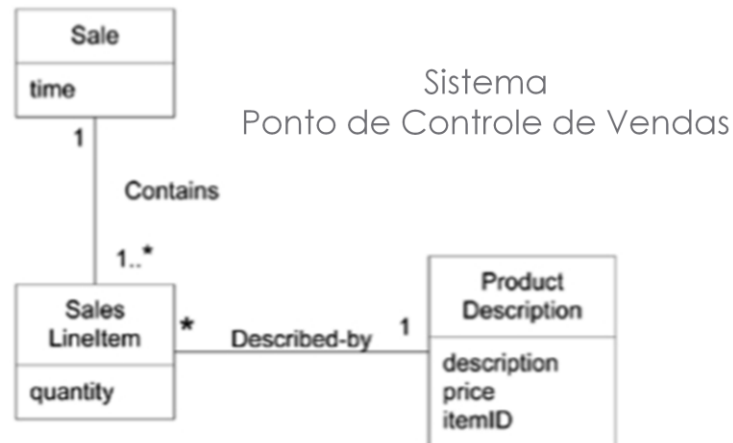 Sale
time
Sistema
Ponto de Controle de Vendas
1
Contains
1..*
Sales
LineItem
quantity
*
Described-by
1
Product
Description
description
price
itemID